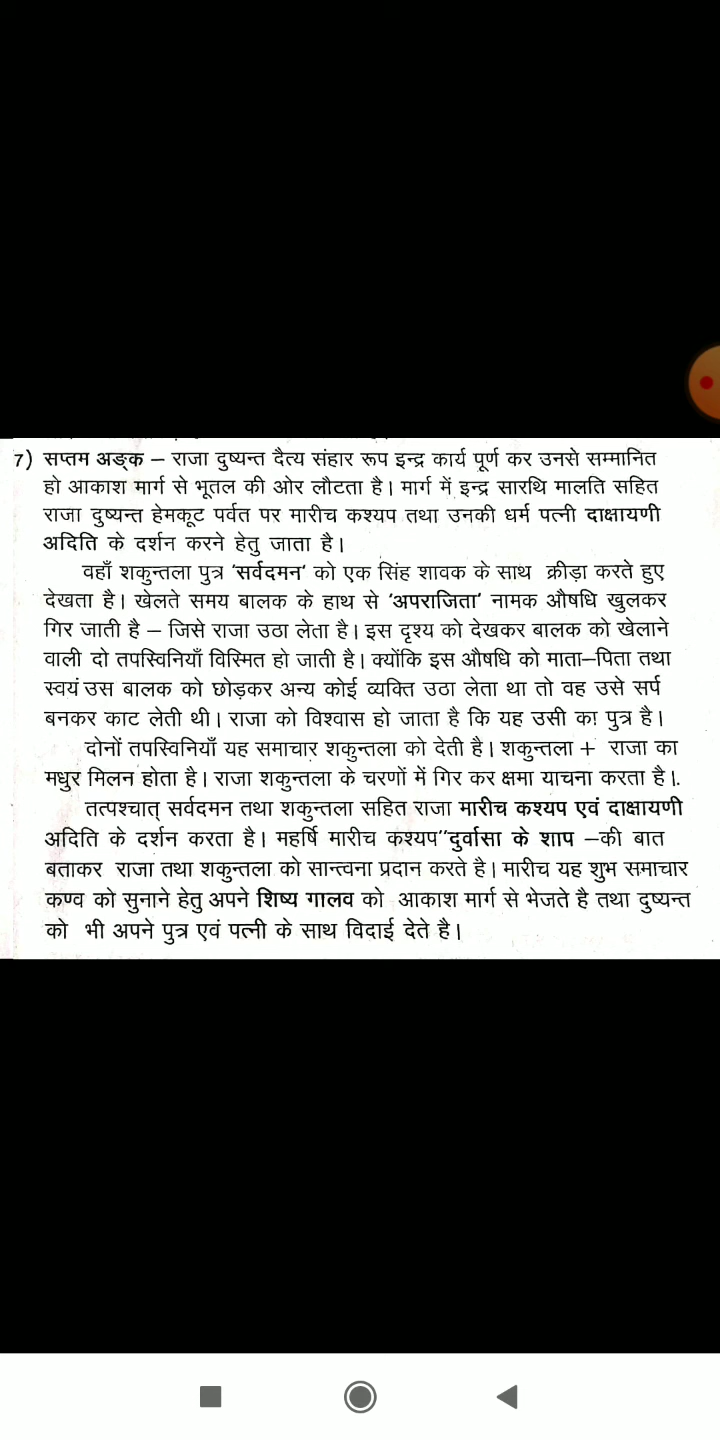 7) सप्तम अङ्क – राजा दुष्यन्त दैत्य संहार रूप इन्द्र कार्य पूर्ण कर उनसे सम्मानित
हो आकाश मार्ग से भूतल की ओर लौटता है। मार्ग में इन्द्र सारथि मालति सहित
राजा दुष्यन्त हेमकूट पर्वत पर मारीच कश्यप तथा उनकी धर्म पत्नी दाक्षायणी
अदिति के दर्शन करने हेतु जाता है।
वहाँ शकुन्तला पुत्र 'सर्वदमन' को एक सिंह शावक के साथ क्रीड़ा करते हुए
देखता है। खेलते समय बालक के हाथ से 'अपराजिता' नामक औषधि खुलकर
गिर जाती है – जिसे राजा उठा लेता है। इस दृश्य को देखकर बालक को खेलाने
वाली दो तपस्विनियाँ विस्मित हो जाती है। क्योंकि इस औषधि को माता–पिता तथा
स्वयं उस बालक को छोड़कर अन्य कोई व्यक्ति उठा लेता था तो वह उसे सर्प
बनकर काट लेती थी। राजा को विश्वास हो जाता है कि यह उसी का पुत्र है।
दोनों तपस्विनियाँ यह समाचार शकुन्तला को देती है। शकुन्तला + राजा का
मधुर मिलन होता है। राजा शकुन्तला के चरणों में गिर कर क्षमा याचना करता है।
तत्पश्चात् सर्वदमन तथा शकुन्तला सहित राजा मारीच कश्यप एवं दाक्षायणी
अदिति के दर्शन करता है। महर्षि मारीच कश्यप"दुर्वासा के शाप –की बात
बताकर राजा तथा शकुन्तला को सान्त्वना प्रदान करते है। मारीच यह शुभ समाचार
कण्व को सुनाने हेतु अपने शिष्य गालव को आकाश मार्ग से भेजते है तथा दुष्यन्त
को भी अपने पुत्र एवं पत्नी के साथ विदाई देते है।